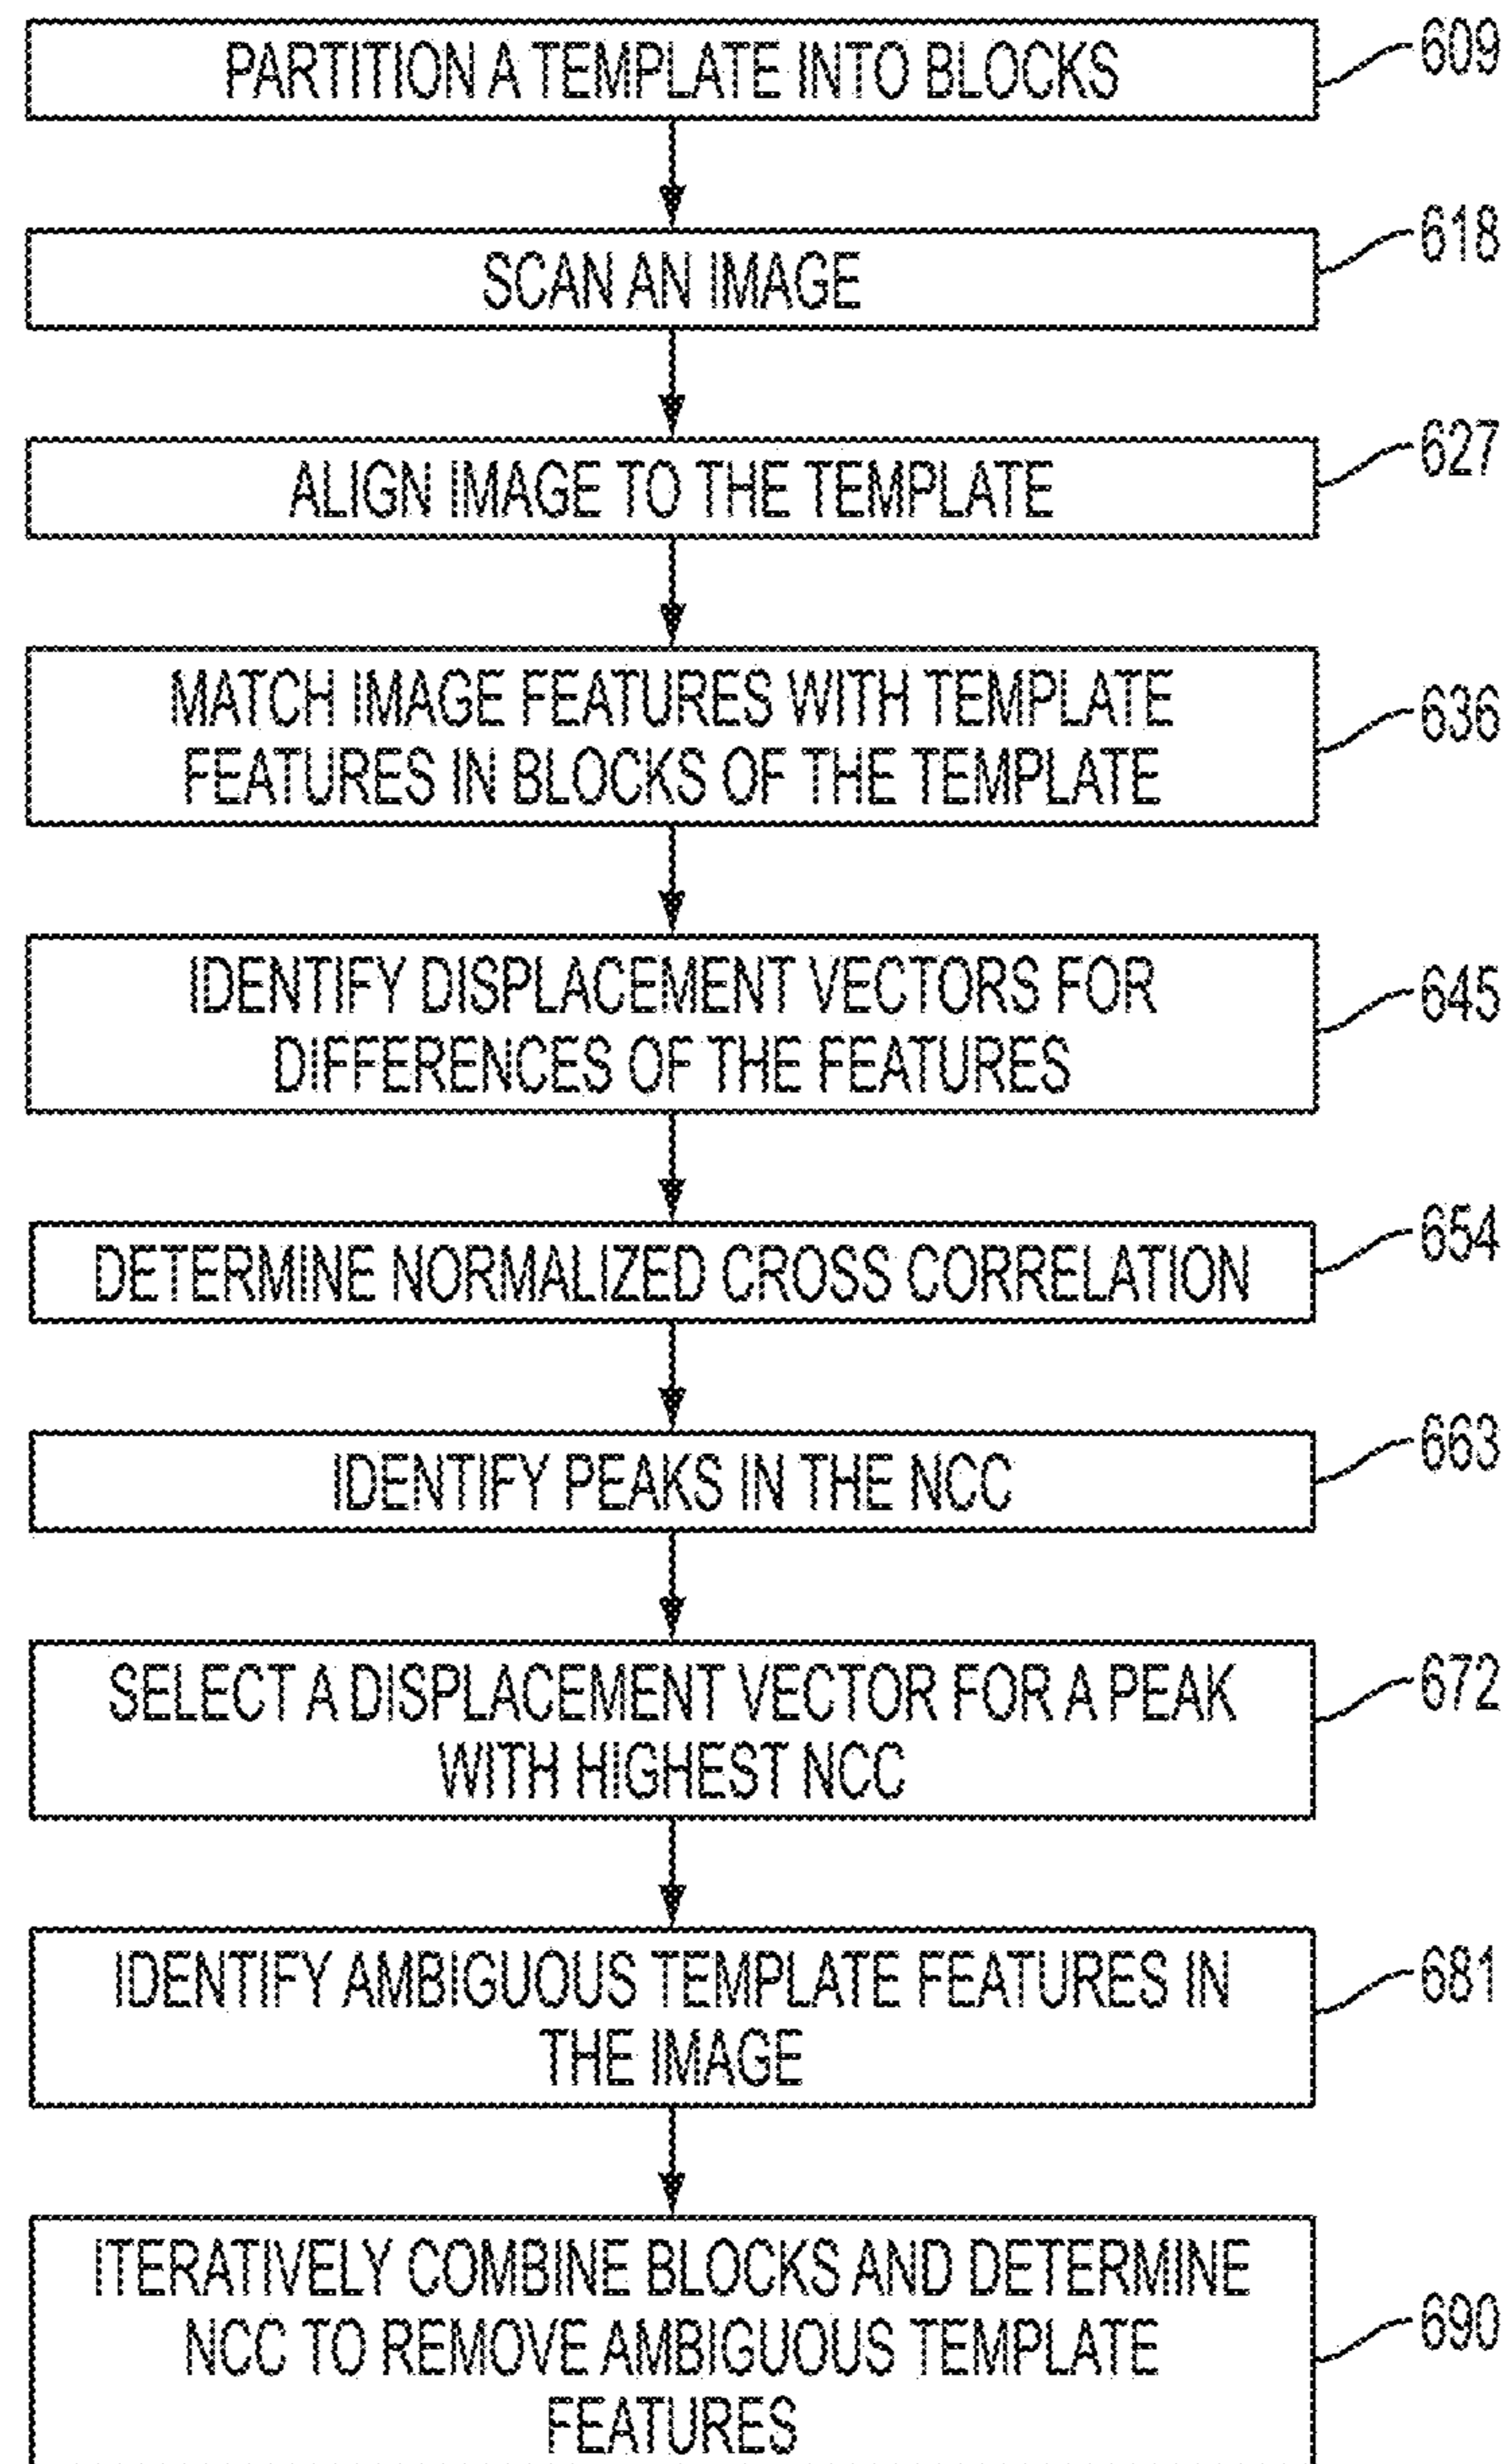 PARTITION A TEMPLATE INTO BLOCKS
609
SCAN AN IMAGE
618
ALIGN IMAGE TO THE TEMPLATE
627
MATCH IMAGE FEATURES WITH TEMPLATE
FEATURES IN BLOCKS OF THE TEMPLATE
636
IDENTIFY DISPLACEMENT VECTORS FOR
DIFFERENCES OF THE FEATURES
645
DETERMINE NORMALIZED CROSS CORRELATION
654
IDENTIFY PEAKS IN THE NCC
663
SELECT A DISPLACEMENT VECTOR FOR A PEAK
WITH HIGHEST NCC
672
IDENTIFY AMBIGUOUS TEMPLATE FEATURES IN
THE IMAGE
681
ITERATIVELY COMBINE BLOCKS AND DETERMINE
NCC TO REMOVE AMBIGUOUS TEMPLATE
FEATURES
690